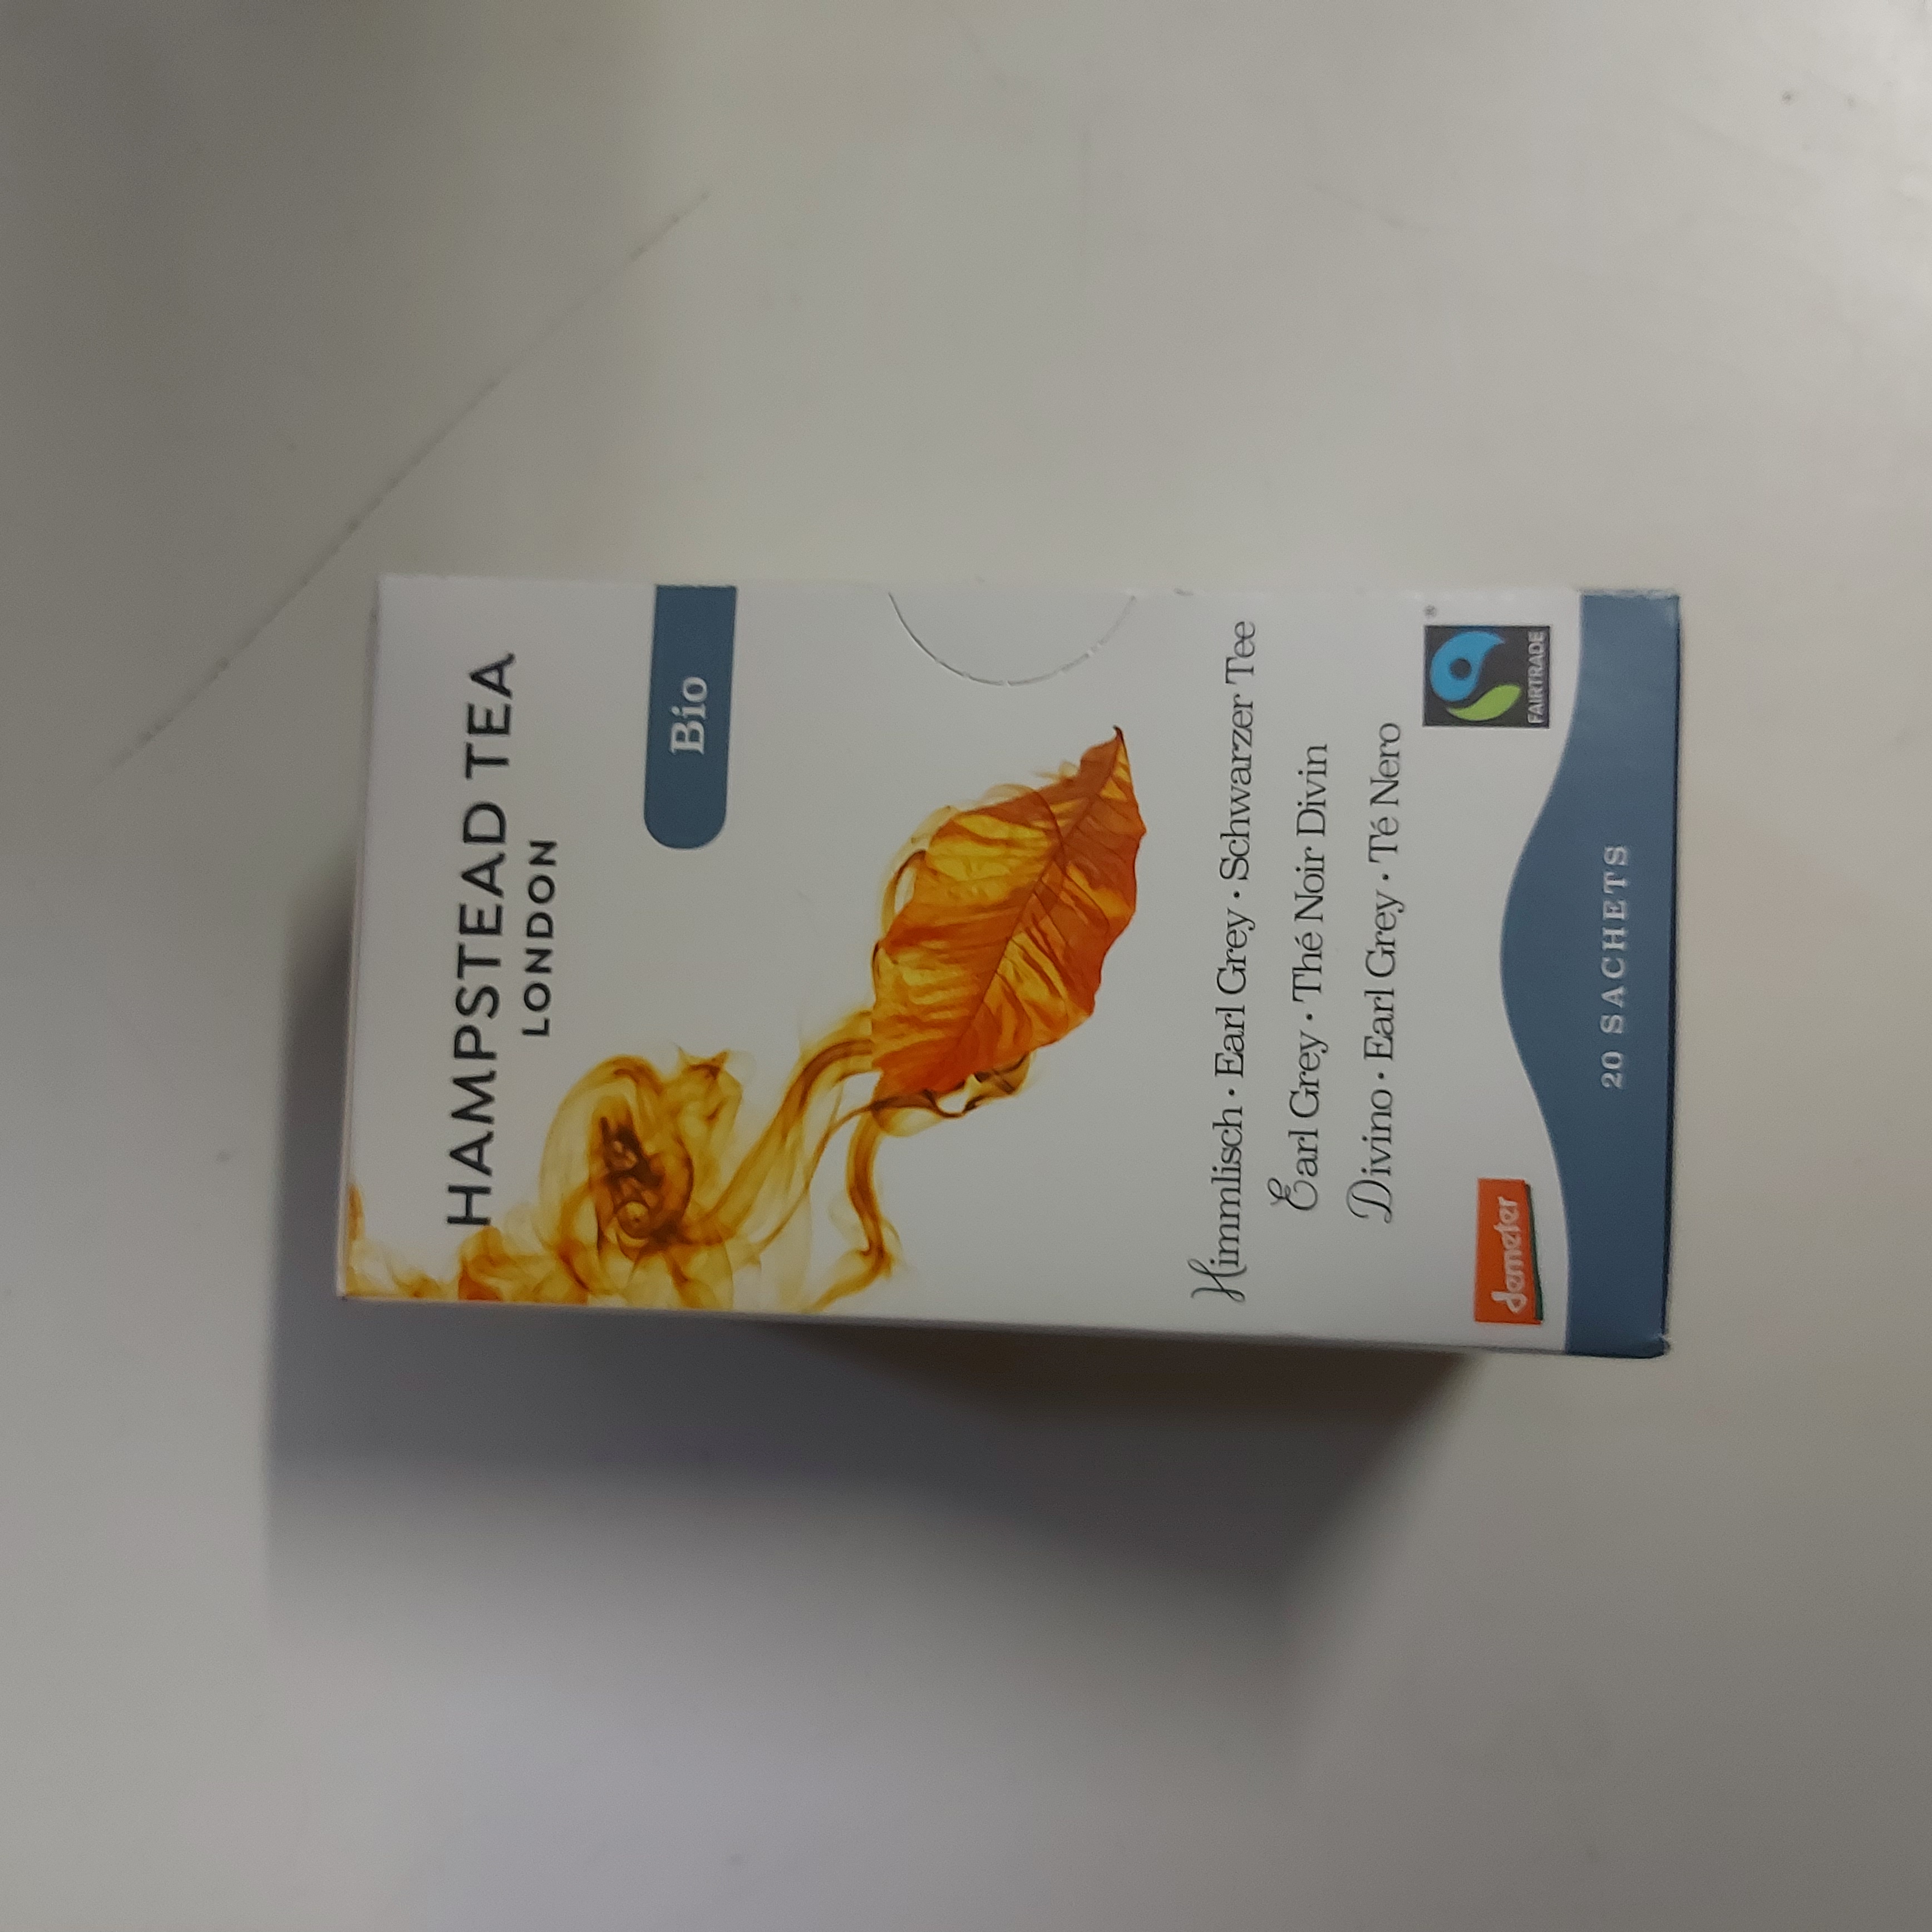 HAMPSTEAD TEA
LONDON
Bio
Himmlisch · Earl Grey · Schwarzer Tee
Earl Grey · Thé Noir Divin
Divino · Earl Grey · Té Nero
demeter
®
FAIRTRADE
20 SACHETS